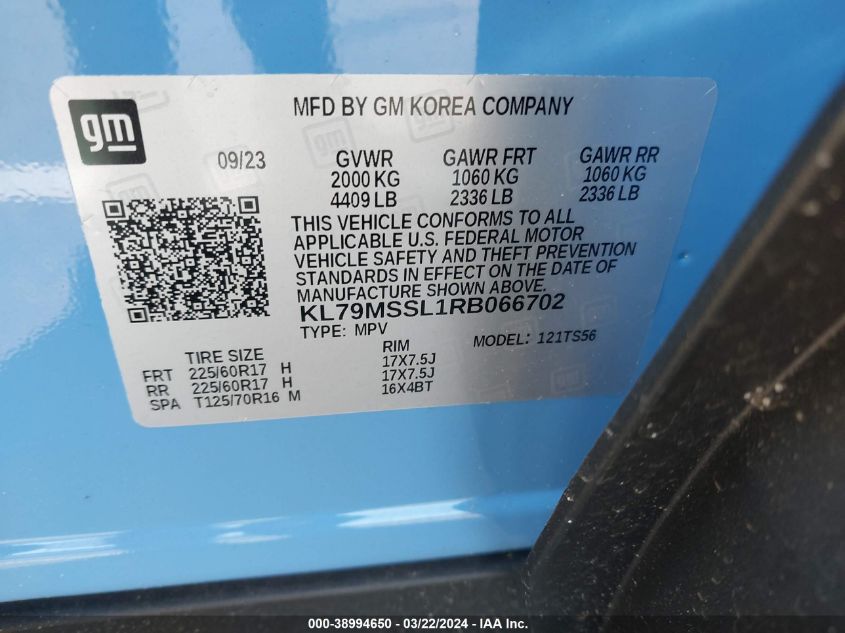 gm
MFD BY GM KOREA COMPANY
09/23 GVWR GAWR FRT GAWR RR
2000 KG 1060 KG 1060 KG
4409 LB 2336 LB 2336 LB
THIS VEHICLE CONFORMS TO ALL
APPLICABLE U.S. FEDERAL MOTOR
VEHICLE SAFETY AND THEFT PREVENTION
STANDARDS IN EFFECT ON THE DATE OF
MANUFACTURE SHOWN ABOVE.
KL79MSSL1RB066702
TYPE: MPV MODEL: 121TS56
TIRE SIZE RIM
FRT 225/60R17 H 17X7.5J
RR 225/60R17 H 17X7.5J
SPA T125/70R16 M 16X4BT
000-38994650 - 03/22/2024 - IAA Inc.